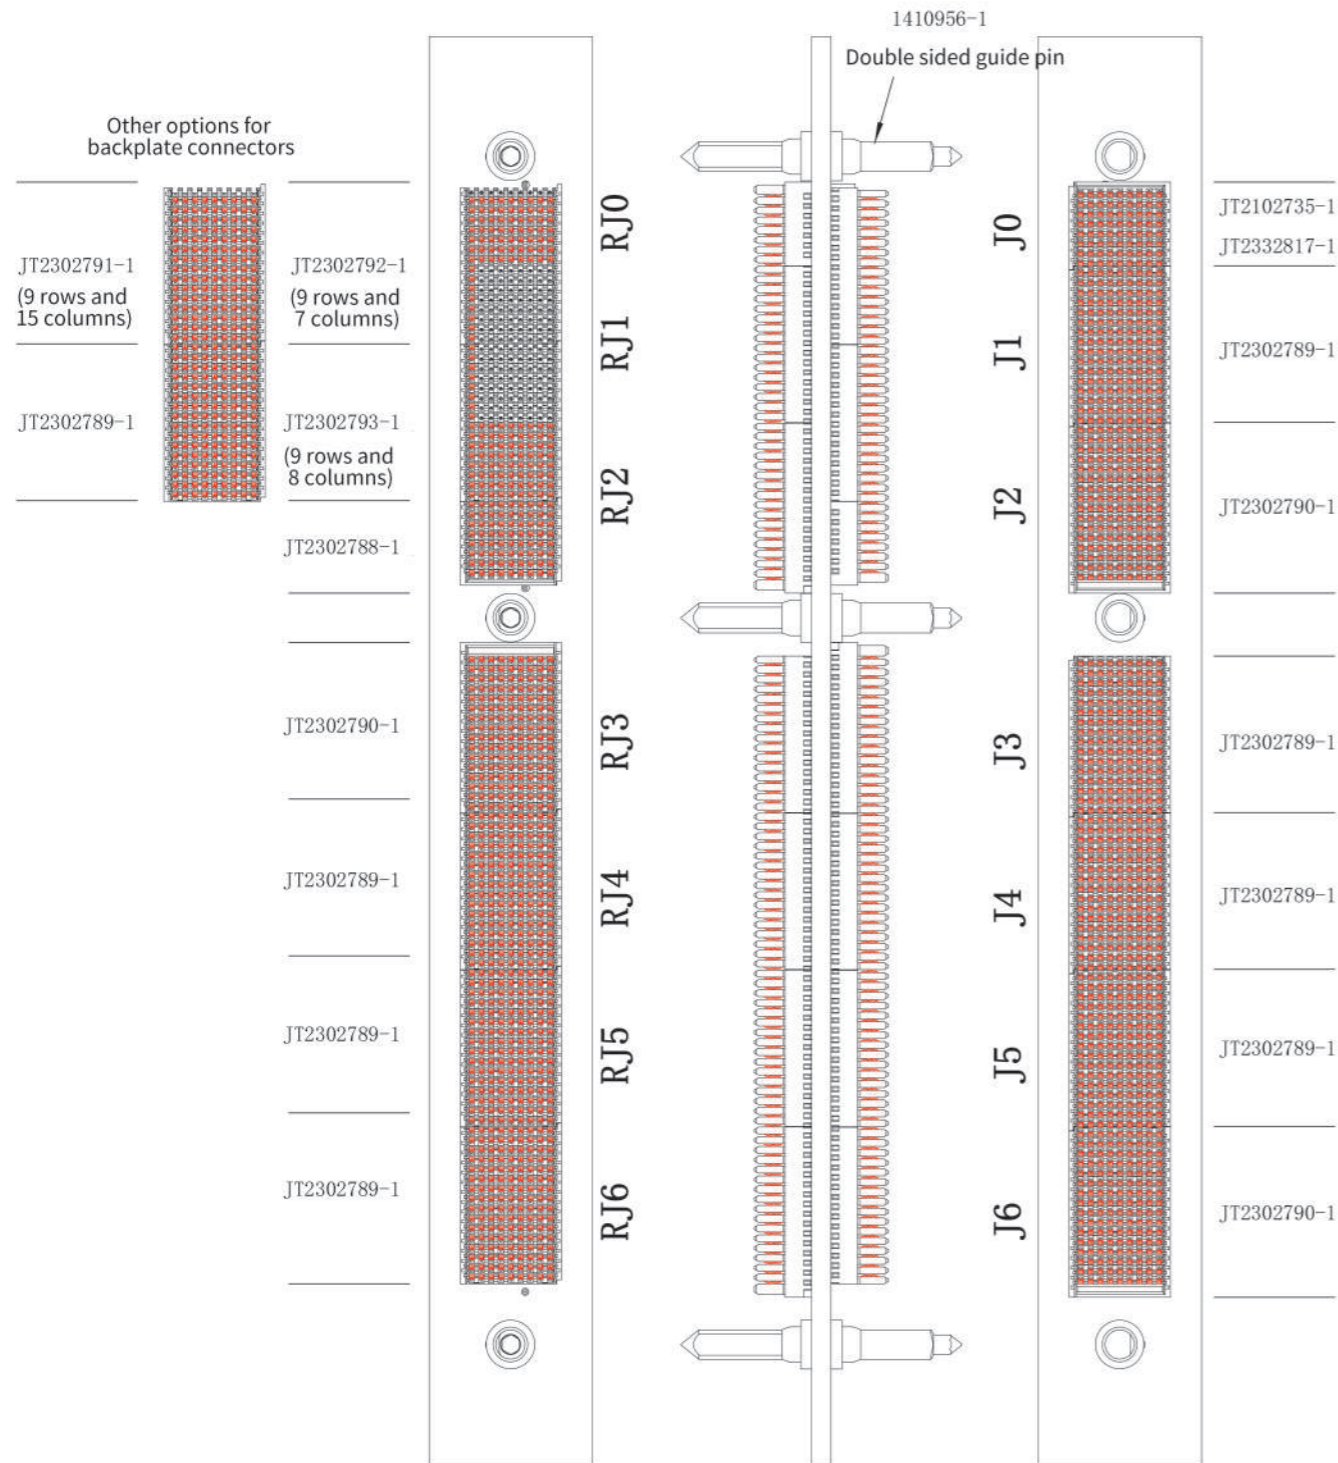 1410956-1
Double sided guide pin
Other options for
backplate connectors
JT2302791-1
(9 rows and
15 columns)
JT2302789-1
JT2302792-1
(9 rows and
7 columns)
JT2302793-1
(9 rows and
8 columns)
JT2302788-1
JT2302790-1
JT2302789-1
JT2302789-1
JT2302789-1
RJ0
RJ1
RJ2
RJ3
RJ4
RJ5
RJ6
J0
J1
J2
J3
J4
J5
J6
JT2102735-1
JT2332817-1
JT2302789-1
JT2302790-1
JT2302789-1
JT2302789-1
JT2302789-1
JT2302790-1